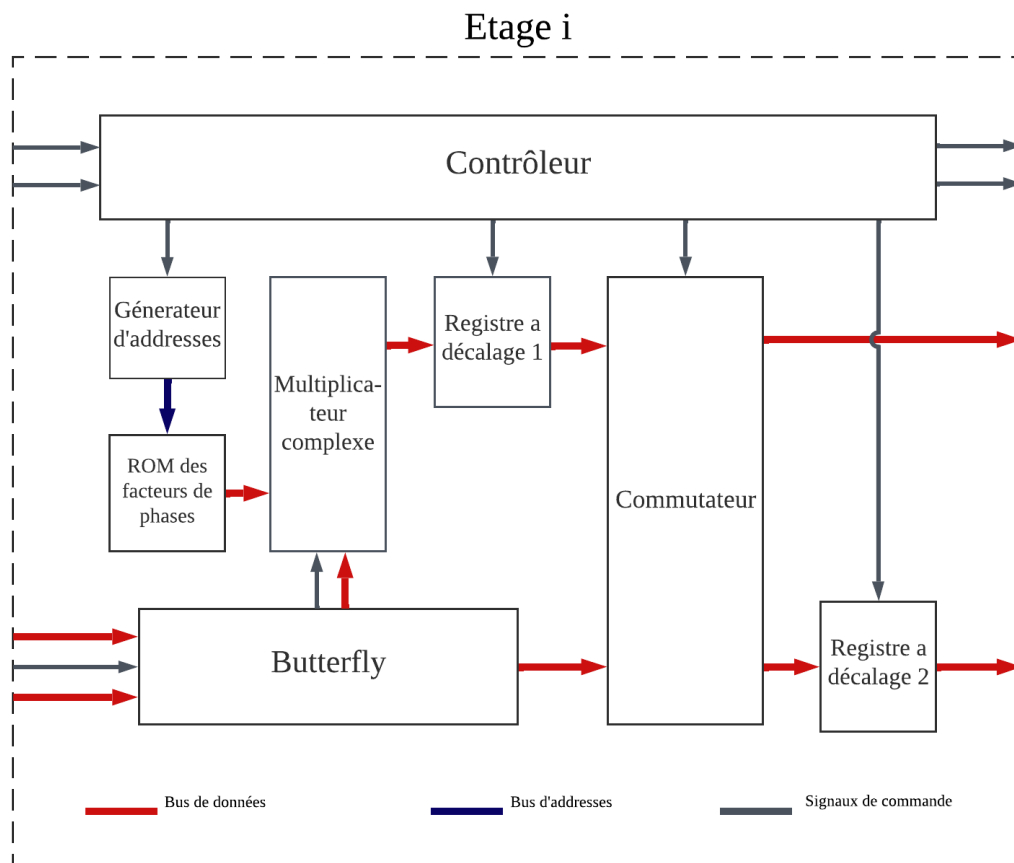 Etage i
Contrôleur
Génerateur
d'addresses
Multiplica-
teur
complexe
Registre a
décalage 1
ROM des
facteurs de
phases
Commutateur
Butterfly
Registre a
décalage 2
Bus de données
Bus d'addresses
Signaux de commande